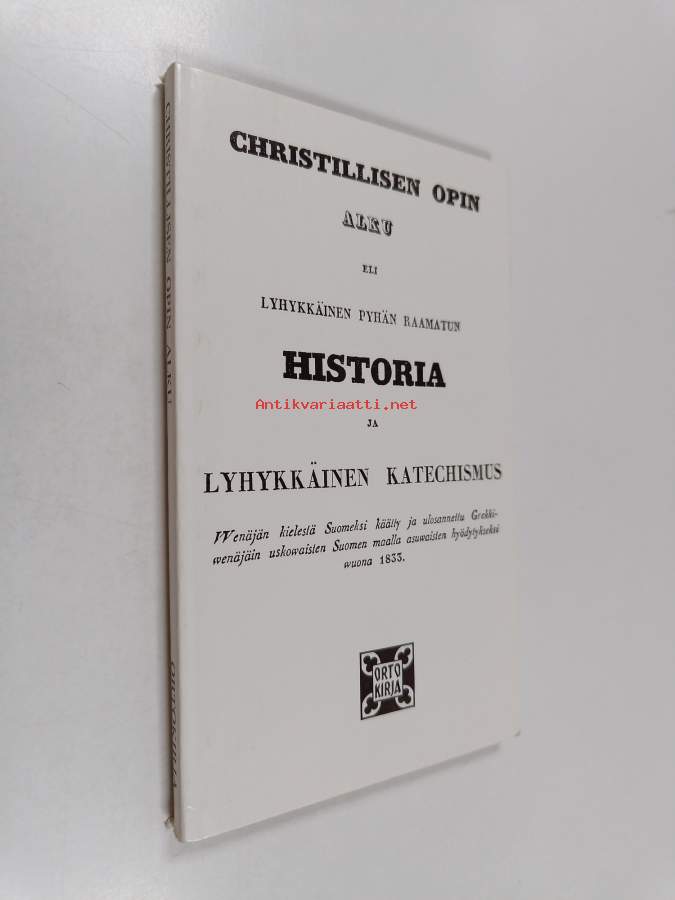 CHRISTILLISEN OPIN
ALKU
ELI
LYHYKKÄINEN PYHÄN RAAMATUN
HISTORIA
Antikvariaatti.net
JA
LYHYKKÄINEN KATECHISMUS
Wenäjän kielestä Suomeksi käätty ja ulosannettu Grekki-
wenäjäin uskowaisten Suomen maalla asuwaisten hyödytykseksi
wuona 1833.
ORTO
KIRJA
CHRISTILLISEN OPIN ALKU
ORTOKIRJA